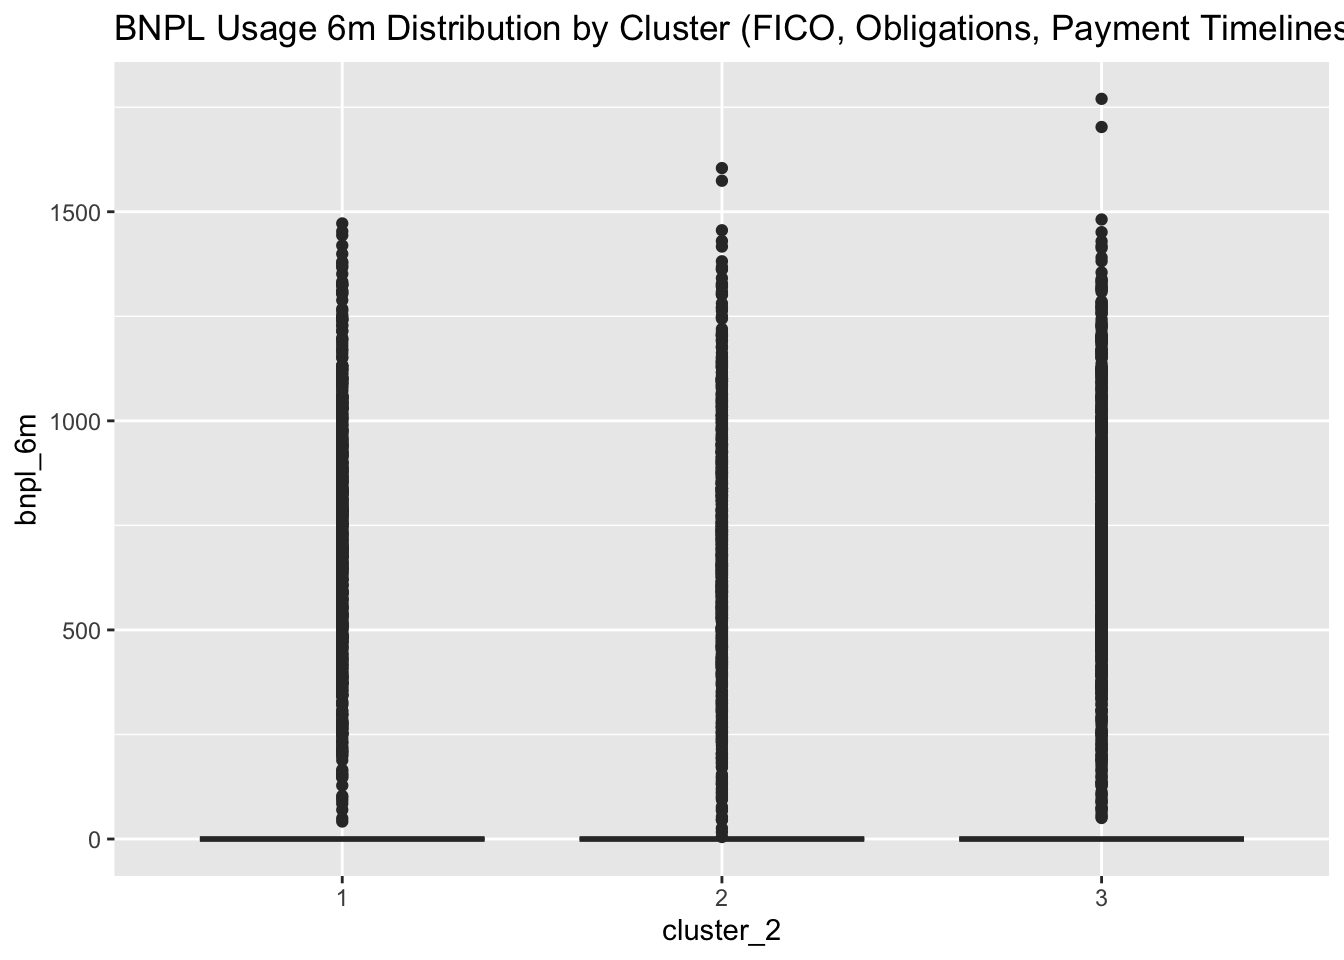 BNPL Usage 6m Distribution by Cluster (FICO, Obligations, Payment Timelines
bnpl_6m
1500
1000
500
0
1
2
3
cluster_2